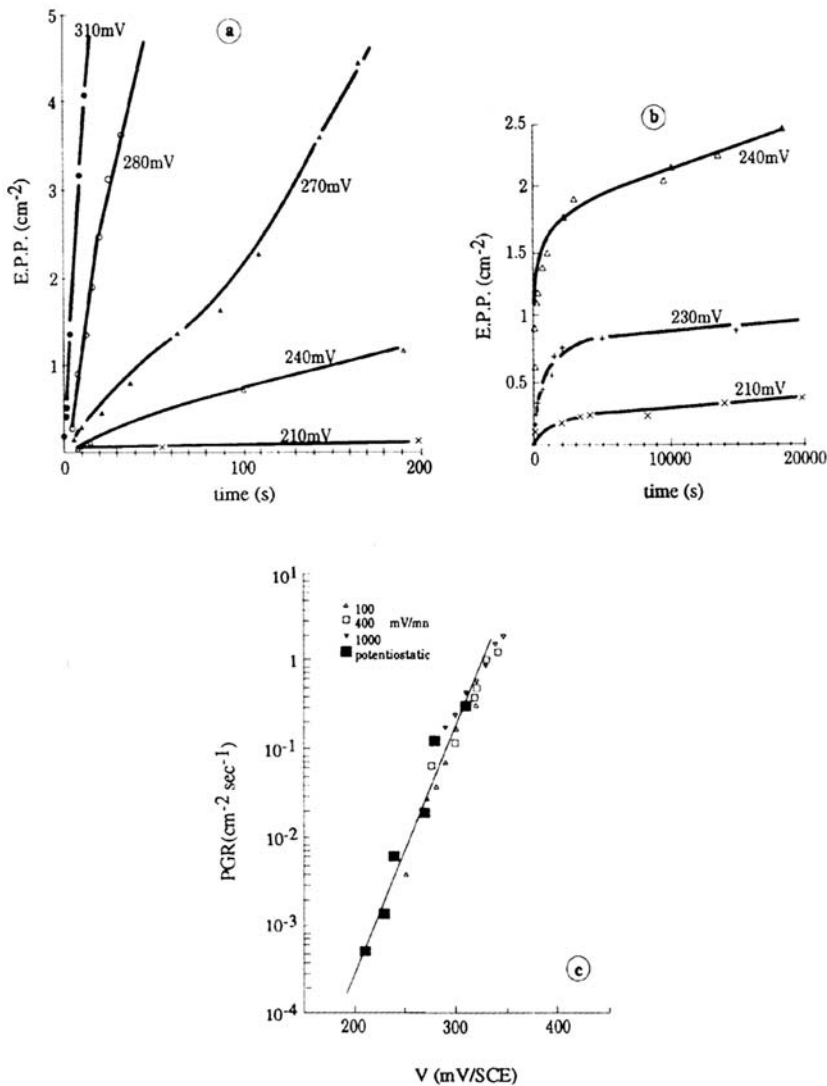 a
5
4
3
2
1
E.P.P. (cm-2)
310mV
280mV
270mV
240mV
210mV
0
100
200
time (s)
b
2.5
2
1.5
1
0.5
E.P.P. (cm-2)
240mV
230mV
210mV
0
10000
20000
time (s)
10^1
1
10^-1
10^-2
10^-3
10^-4
PGR(cm-2 sec-1)
100
400 mV/mn
1000
potentiostatic
c
200
300
400
V (mV/SCE)